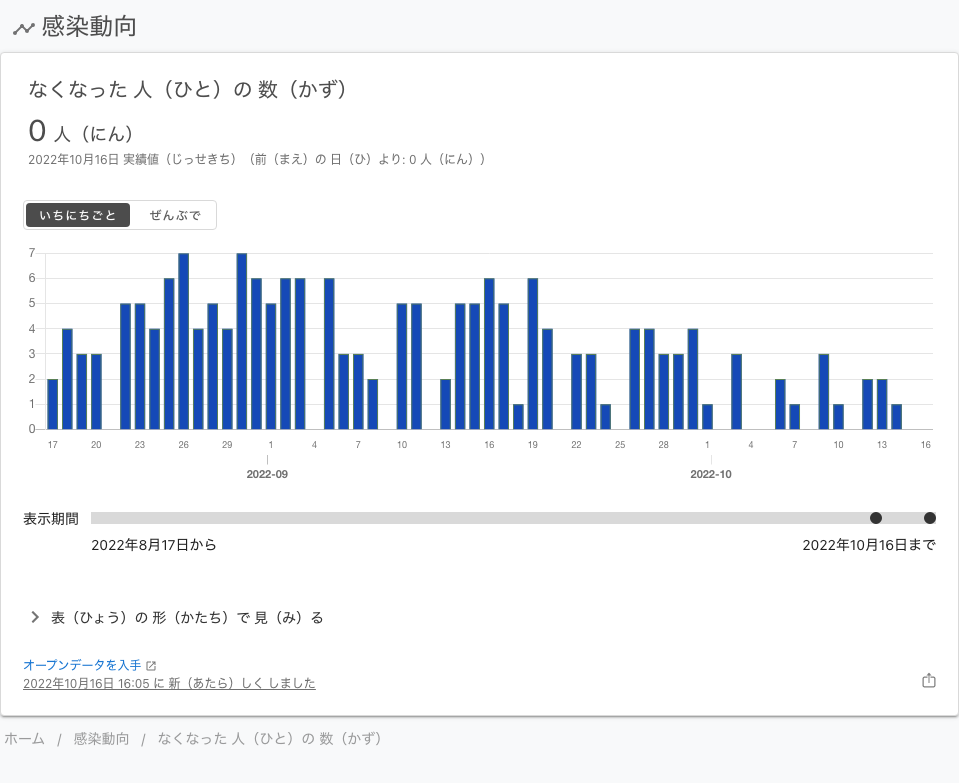 感染動向
なくなった 人（ひと）の 数（かず）
0 人（にん）
2022年10月16日 実績値（じっせきち）（前（まえ）の 日（ひ）より: 0 人（にん））
いちにちごと ぜんぶで
7
6
5
4
3
2
1
0
17 20 23 26 29 1 4 7 10 13 16 19 22 25 28 1 4 7 10 13 16
2022-09 2022-10
表示期間
2022年8月17日から 2022年10月16日まで
表（ひょう）の 形（かたち）で 見（み）る
オープンデータを入手
2022年10月16日 16:05 に 新（あたら）しく しました
ホーム / 感染動向 / なくなった 人（ひと）の 数（かず）